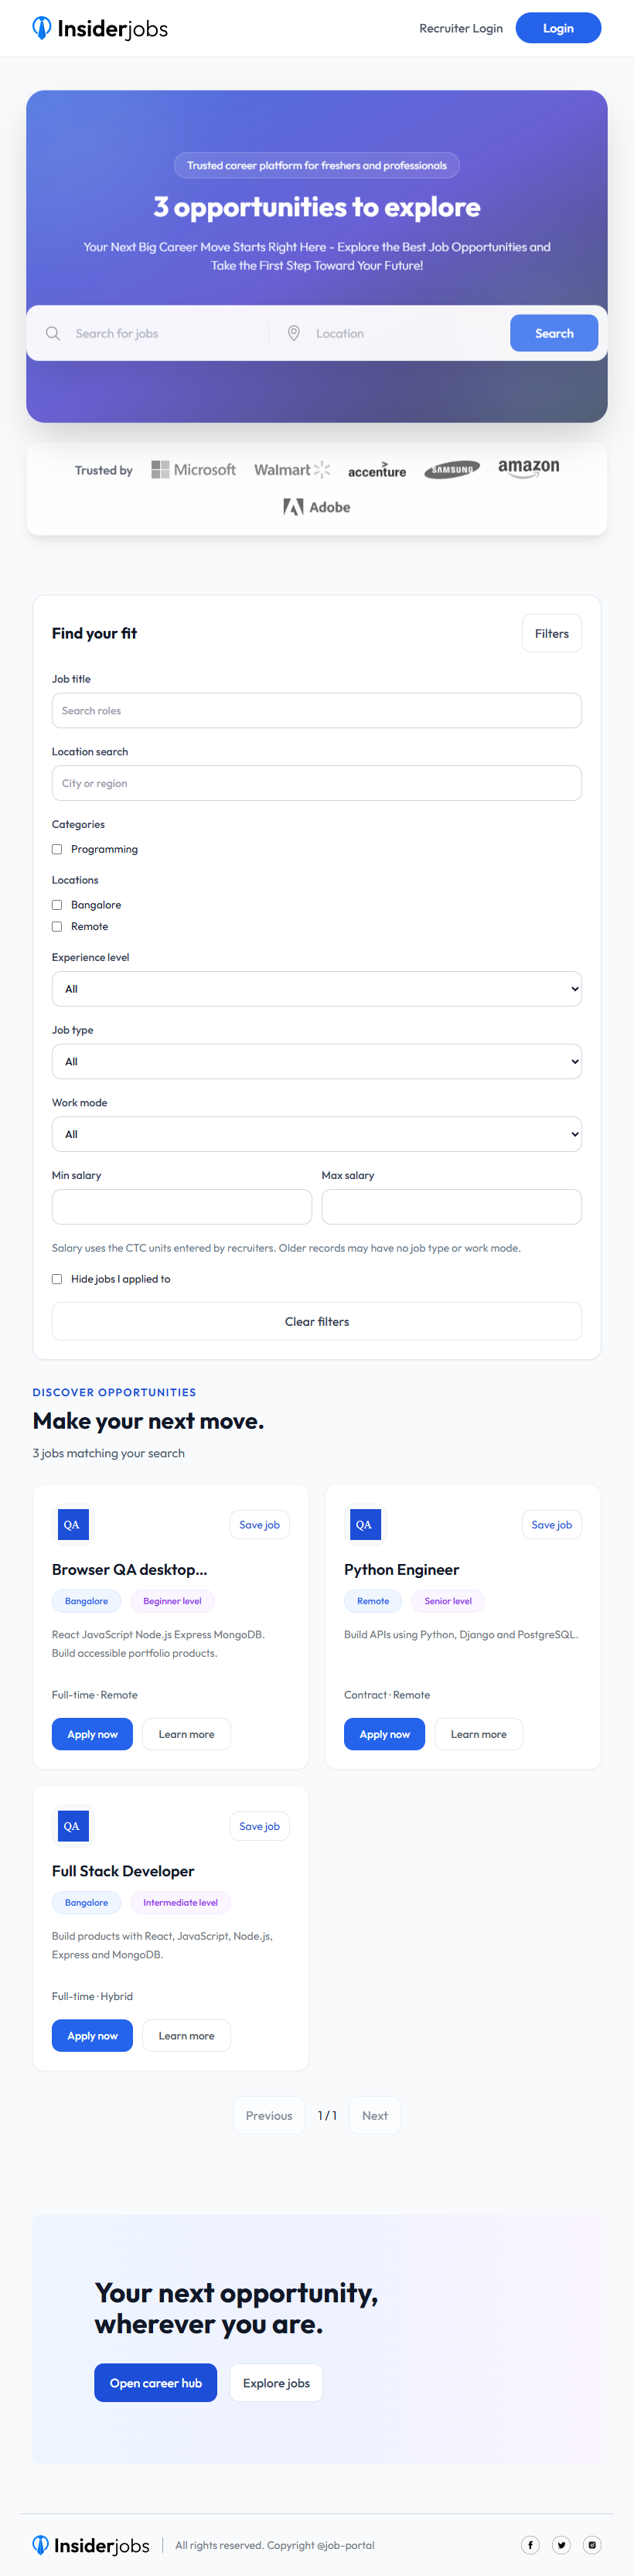 Insiderjobs
Recruiter Login
Login
Trusted career platform for freshers and professionals
3 opportunities to explore
Your Next Big Career Move Starts Right Here - Explore the Best Job Opportunities and
Take the First Step Toward Your Future!
Search for jobs
Location
Search
Trusted by
Microsoft
Walmart
accenture
SAMSUNG
amazon
Adobe
Find your fit
Filters
Job title
Search roles
Location search
City or region
Categories
Programming
Locations
Bangalore
Remote
Experience level
All
Job type
All
Work mode
All
Min salary
Max salary
Salary uses the CTC units entered by recruiters. Older records may have no job type or work mode.
Hide jobs I applied to
Clear filters
DISCOVER OPPORTUNITIES
Make your next move.
3 jobs matching your search
QA
Save job
Browser QA desktop...
Bangalore
Beginner level
React JavaScript Node.js Express MongoDB.
Build accessible portfolio products.
Full-time · Remote
Apply now
Learn more
QA
Save job
Python Engineer
Remote
Senior level
Build APIs using Python, Django and PostgreSQL.
Contract · Remote
Apply now
Learn more
QA
Save job
Full Stack Developer
Bangalore
Intermediate level
Build products with React, JavaScript, Node.js,
Express and MongoDB.
Full-time · Hybrid
Apply now
Learn more
Previous
1 / 1
Next
Your next opportunity,
wherever you are.
Open career hub
Explore jobs
Insiderjobs
All rights reserved. Copyright @job-portal